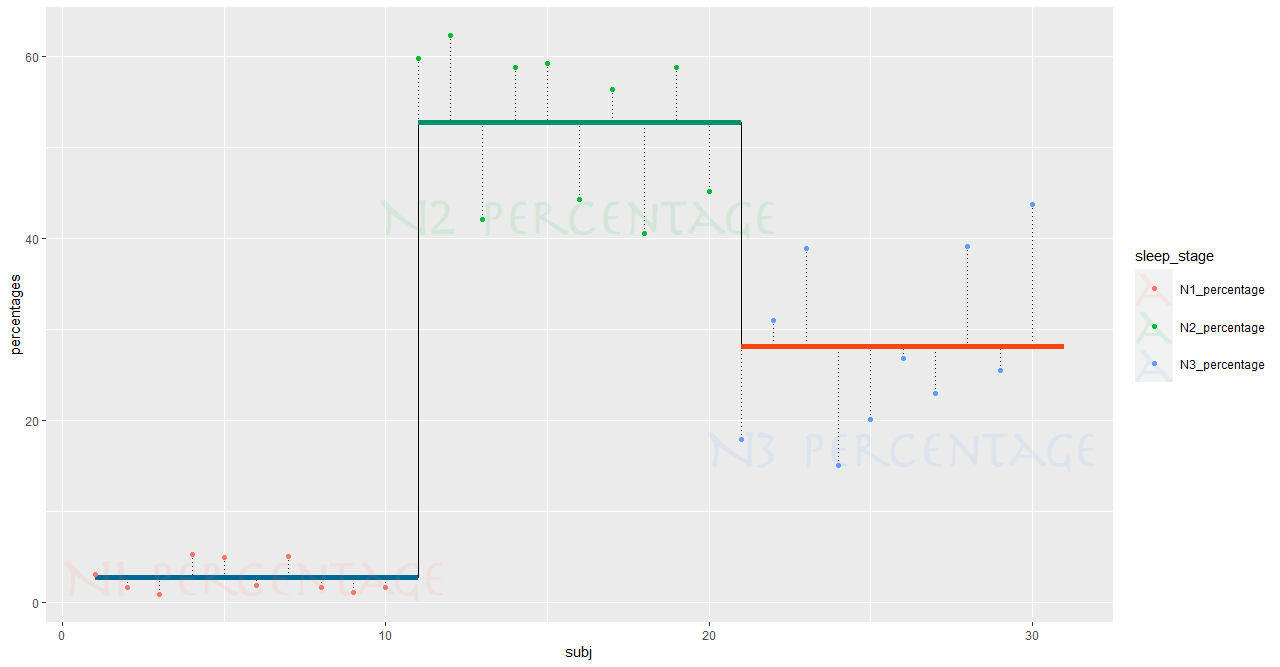 60
40
20
0
percentages
N2 PERCENTAGE
N3 PERCENTAGE
N1 PERCENTAGE
0 10 20 30
subj
sleep_stage
A N1_percentage
A N2_percentage
A N3_percentage